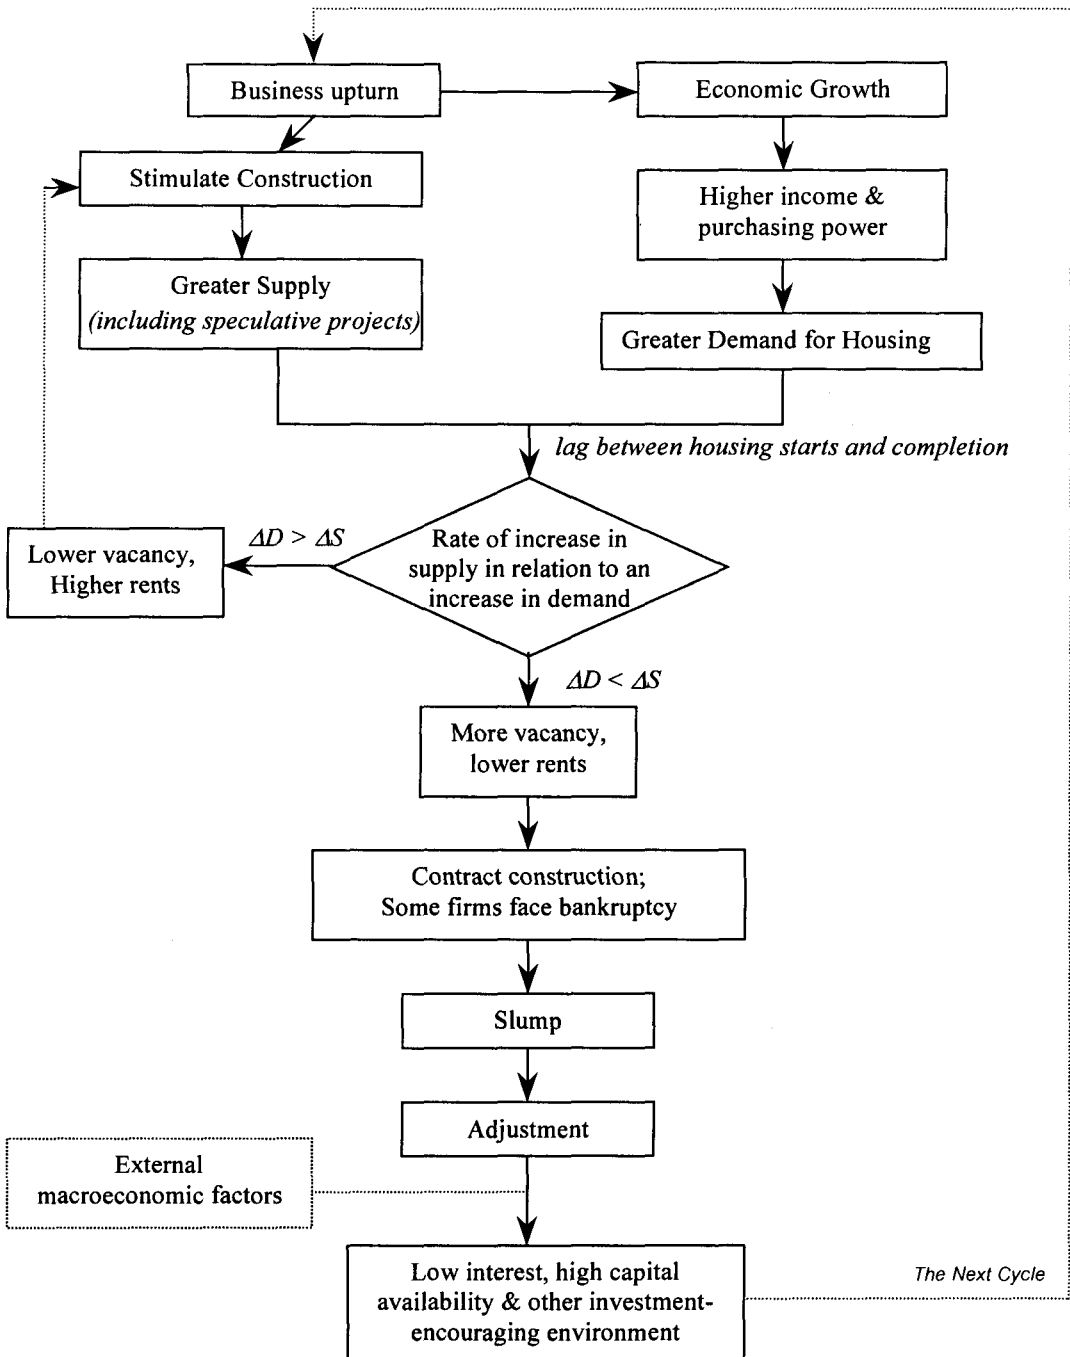 Business upturn
Economic Growth
Stimulate Construction
Higher income &
purchasing power
Greater Supply
(including speculative projects)
Greater Demand for Housing
lag between housing starts and completion
ΔD > ΔS
Lower vacancy,
Higher rents
Rate of increase in
supply in relation to an
increase in demand
ΔD < ΔS
More vacancy,
lower rents
Contract construction;
Some firms face bankruptcy
Slump
Adjustment
External
macroeconomic factors
Low interest, high capital
availability & other investment-
encouraging environment
The Next Cycle